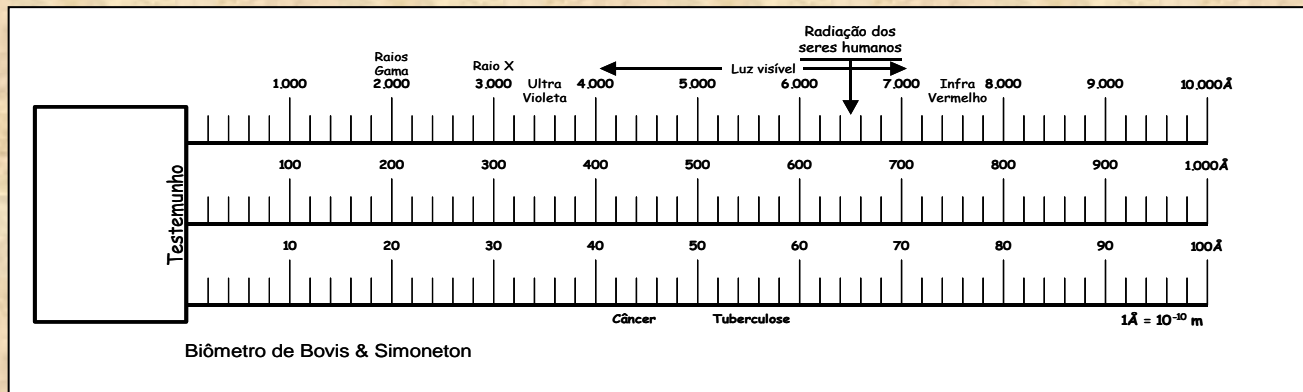 Radiação dos
seres humanos
Raios
Gama
Raio X
Luz visível
Ultra
Violeta
Infra
Vermelho
1.000 2.000 3.000 4.000 5.000 6.000 7.000 8.000 9.000 10.000Å
Testemunho
100 200 300 400 500 600 700 800 900 1.000Å
10 20 30 40 50 60 70 80 90 100Å
Câncer Tuberculose 1Å = 10⁻¹⁰ m
Biômetro de Bovis & Simoneton